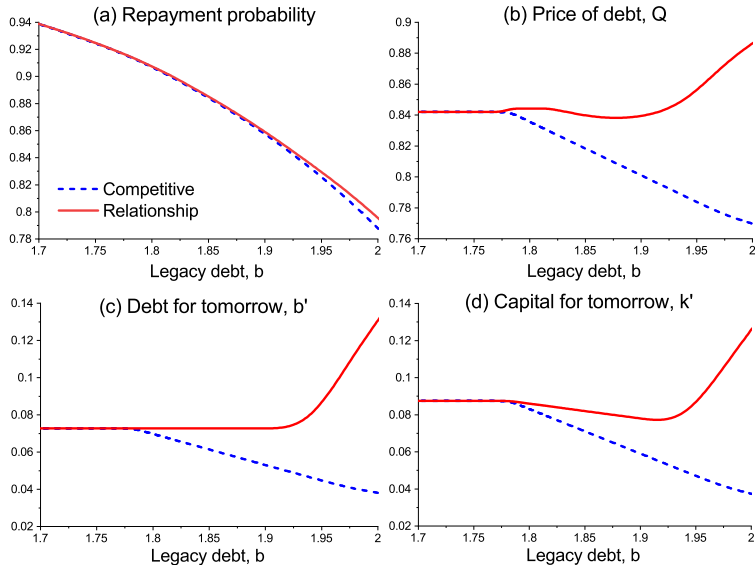 (a) Repayment probability
0.94
0.92
0.9
0.88
0.86
0.84
0.82
0.8
0.78
Competitive
Relationship
1.7 1.75 1.8 1.85 1.9 1.95 2
Legacy debt, b
(b) Price of debt, Q
0.9
0.88
0.86
0.84
0.82
0.8
0.78
0.76
1.7 1.75 1.8 1.85 1.9 1.95 2
Legacy debt, b
(c) Debt for tomorrow, b'
0.14
0.12
0.1
0.08
0.06
0.04
0.02
1.7 1.75 1.8 1.85 1.9 1.95 2
Legacy debt, b
(d) Capital for tomorrow, k'
0.14
0.12
0.1
0.08
0.06
0.04
0.02
1.7 1.75 1.8 1.85 1.9 1.95 2
Legacy debt, b